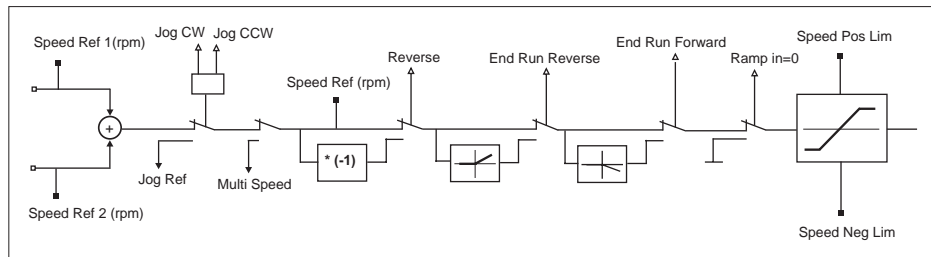 Jog CW
Jog CCW
Speed Ref 1(rpm)
Speed Ref (rpm)
Reverse
End Run Reverse
End Run Forward
Ramp in=0
Speed Pos Lim
+
* (-1)
Jog Ref
Multi Speed
Speed Ref 2 (rpm)
Speed Neg Lim